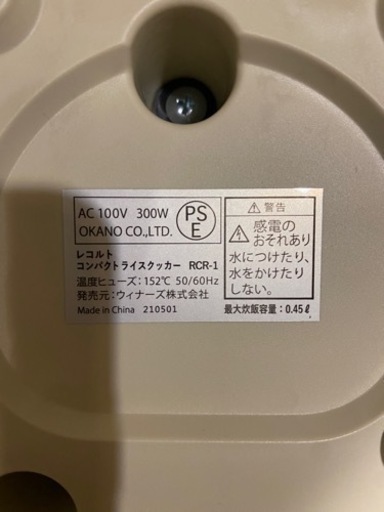 AC 100V 300W
OKANO CO.,LTD.
PS
E
レコルト
コンパクトライスクッカー RCR-1
温度ヒューズ：152℃ 50/60Hz
発売元：ウィナーズ株式会社
Made in China 210501
⚠警告
感電の
おそれあり
水につけたり、
水をかけたり
しない。
最大炊飯容量：0.45ℓ